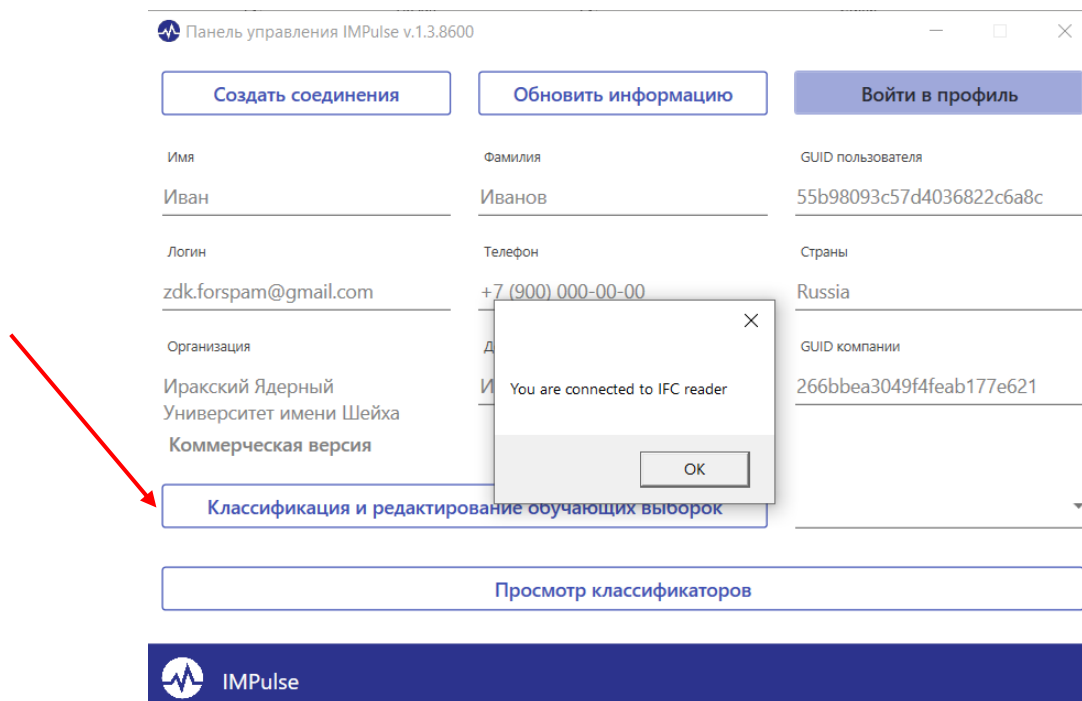 Панель управления IMPulse v.1.3.8600
Создать соединения
Обновить информацию
Войти в профиль
Имя
Фамилия
GUID пользователя
Иван
Иванов
55b98093c57d4036822c6a8c
Логин
Телефон
Страны
zdk.forspam@gmail.com
+7 (900) 000-00-00
Russia
Организация
GUID компании
Иракский Ядерный
Университет имени Шейха
266bbea3049f4feab177e621
Коммерческая версия
You are connected to IFC reader
OK
Классификация и редактирование обучающих выборок
Просмотр классификаторов
IMPulse